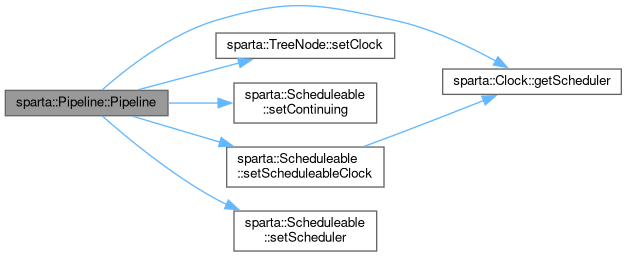 sparta::TreeNode::setClock
sparta::Clock::getScheduler
sparta::Pipeline::Pipeline
sparta::Scheduleable
::setContinuing
sparta::Scheduleable
::setScheduleableClock
sparta::Scheduleable
::setScheduler